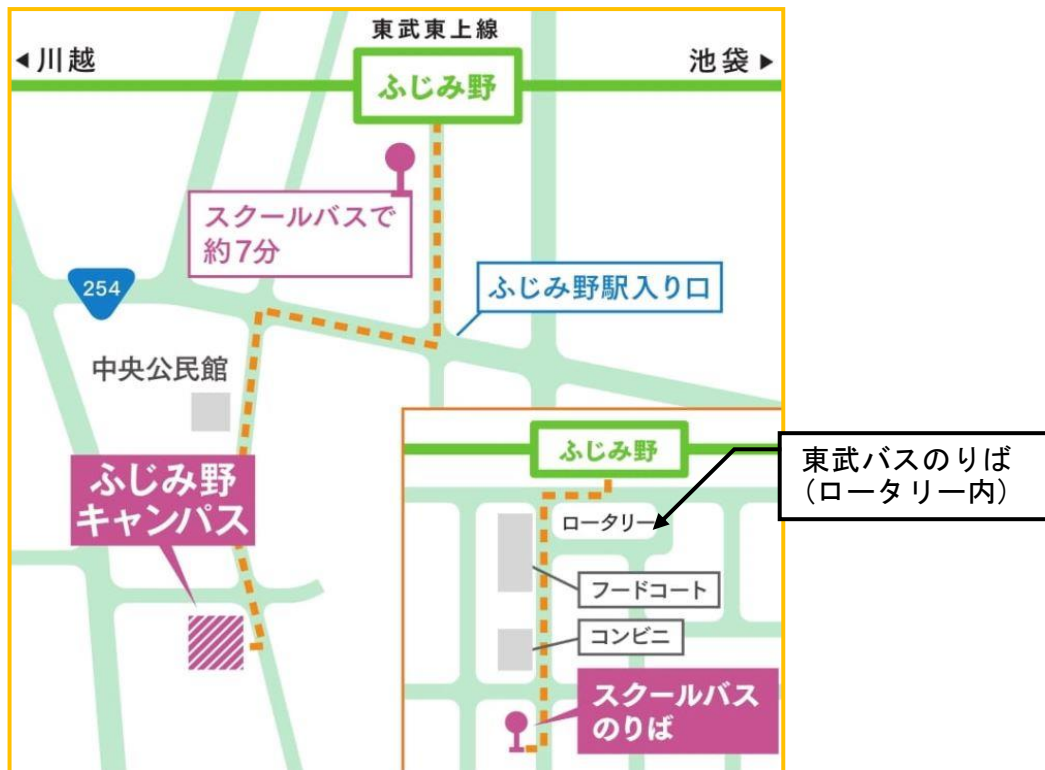 東武東上線
◀川越
池袋▶
ふじみ野
スクールバスで
約7分
254
ふじみ野駅入り口
中央公民館
ふじみ野
キャンパス
ふじみ野
東武バスのりば
（ロータリー内）
ロータリー
フードコート
コンビニ
スクールバス
のりば